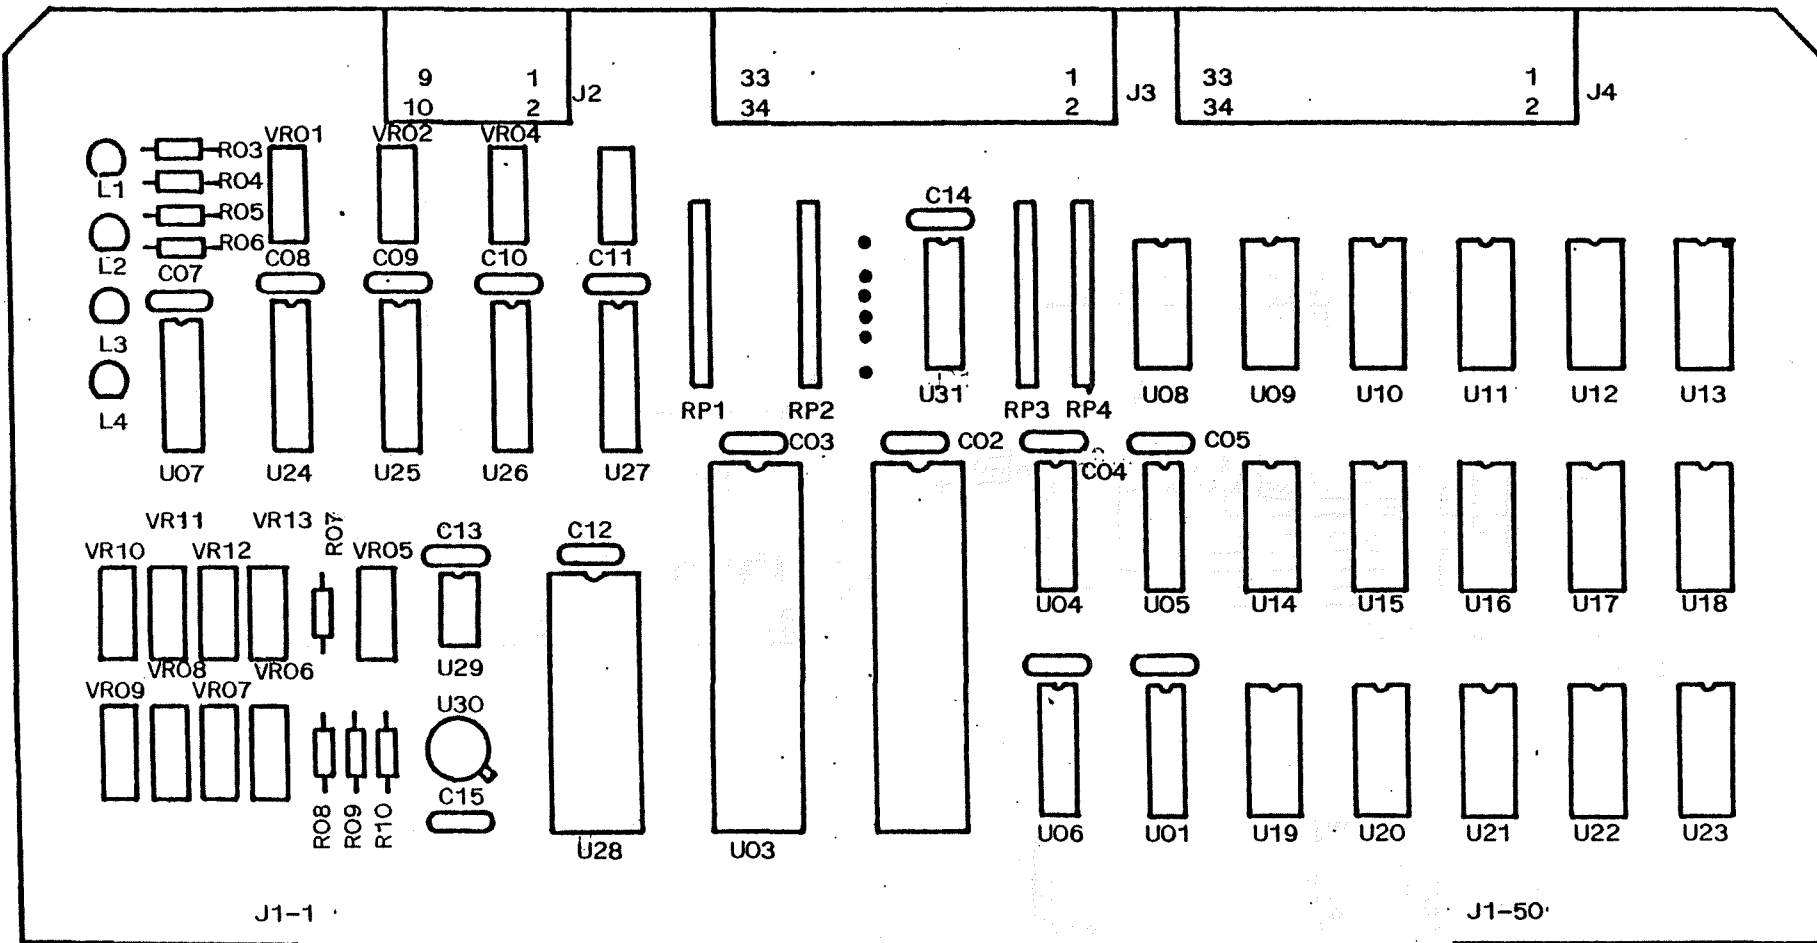 9 1
10 2
J2
33 1
34 2
J3
33 1
34 2
J4
VR01 VR02 VR04
R03
R04
R05
R06
L1
L2
L3
L4
C07 C08 C09 C10 C11
C14
U07 U24 U25 U26 U27
RP1 RP2 U31 RP3 RP4
U08 U09 U10 U11 U12 U13
C03 C02 C04 C05
VR11 VR13 R07
VR10 VR12 VR05 C13 C12
U04 U05 U14 U15 U16 U17 U18
VR08 VR06 U29
VR09 VR07 U30
C15
R08 R09 R10
U28 U03
U06 U01 U19 U20 U21 U22 U23
J1-1 J1-50